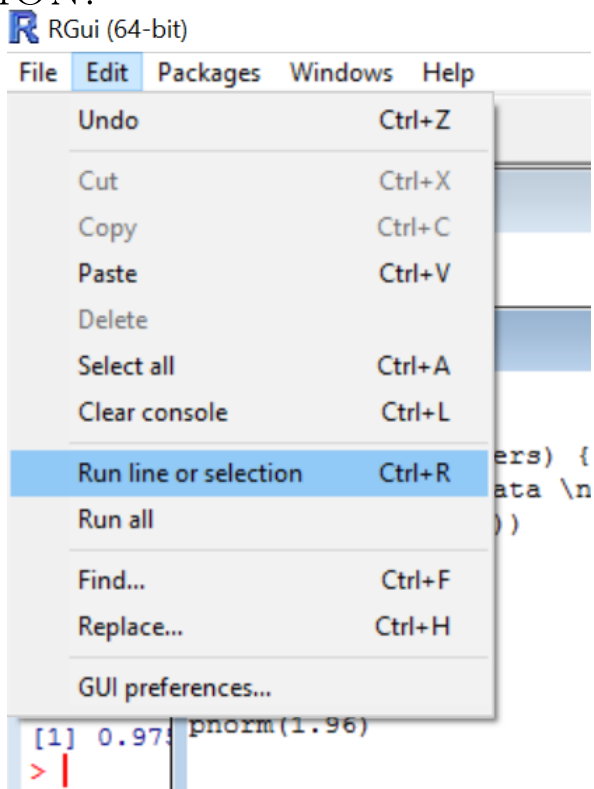 RGui (64-bit)
File Edit Packages Windows Help
Undo Ctrl+Z
Cut Ctrl+X
Copy Ctrl+C
Paste Ctrl+V
Delete
Select all Ctrl+A
Clear console Ctrl+L
Run line or selection Ctrl+R
Run all
Find... Ctrl+F
Replace... Ctrl+H
GUI preferences...
ers) {
ata \n
))
pnorm(1.96)
[1] 0.975
>